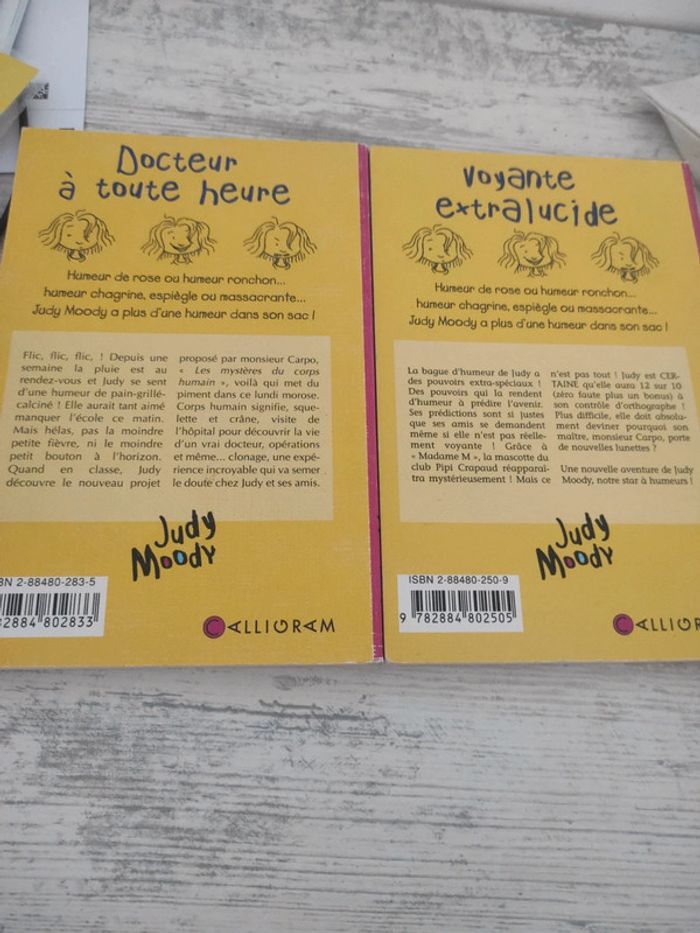 Docteur
à toute heure
Humeur de rose ou humeur ronchon...
humeur chagrine, espiègle ou massacrante...
Judy Moody a plus d'une humeur dans son sac !
Flic, flic, flic, ! Depuis une
semaine la pluie est au
rendez-vous et Judy se sent
d'une humeur de pain-grillé-
calciné ! Elle aurait tant aimé
manquer l'école ce matin.
Mais hélas, pas la moindre
petite fièvre, ni le moindre
petit bouton à l'horizon.
Quand en classe, Judy
découvre le nouveau projet
proposé par monsieur Carpo,
« Les mystères du corps
humain », voilà qui met du
piment dans ce lundi morose.
Corps humain signifie, sque-
lette et crâne, visite de
l'hôpital pour découvrir la vie
d'un vrai docteur, opérations
et même... clonage, une expé-
rience incroyable qui va semer
le doute chez Judy et ses amis.
Judy
Moody
BN 2-88480-283-5
82884 802833
CALLIGRAM
Voyante
extralucide
Humeur de rose ou humeur ronchon...
humeur chagrine, espiègle ou massacrante...
Judy Moody a plus d'une humeur dans son sac !
La bague d'humeur de Judy a
des pouvoirs extra-spéciaux !
Des pouvoirs qui la rendent
d'humeur à prédire l'avenir.
Ses prédictions sont si justes
que ses amis se demandent
même si elle n'est pas réelle-
ment voyante ! Grâce à
« Madame M », la mascotte du
club Pipi Crapaud réapparaî-
tra mystérieusement ! Mais ce
n'est pas tout ! Judy est CER-
TAINE qu'elle aura 12 sur 10
(zéro faute plus un bonus) à
son contrôle d'orthographe !
Plus difficile, elle doit absolu-
ment deviner pourquoi son
maître, monsieur Carpo, porte
de nouvelles lunettes ?
Une nouvelle aventure de Judy
Moody, notre star à humeurs !
Judy
Moody
ISBN 2-88480-250-9
9 782884 802505
CALLIGR